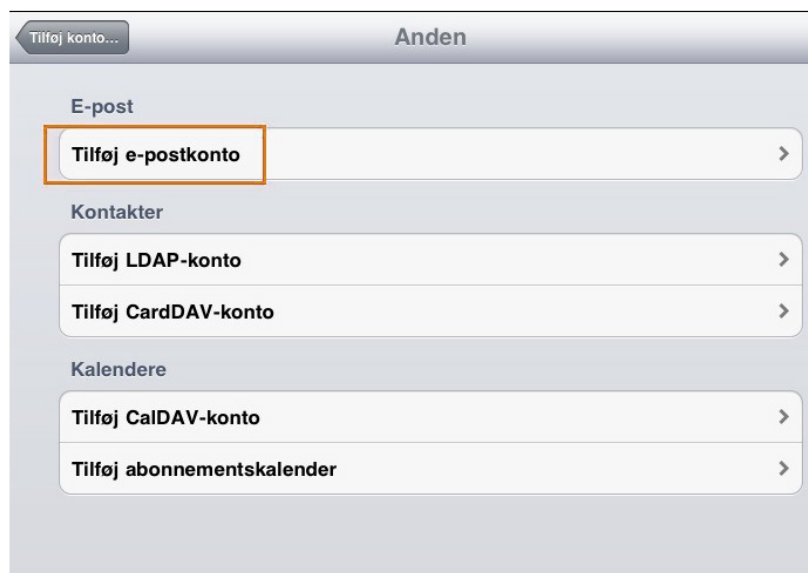 Tilføj konto...
Anden
E-post
Tilføj e-postkonto
Kontakter
Tilføj LDAP-konto
Tilføj CardDAV-konto
Kalendere
Tilføj CalDAV-konto
Tilføj abonnementskalender